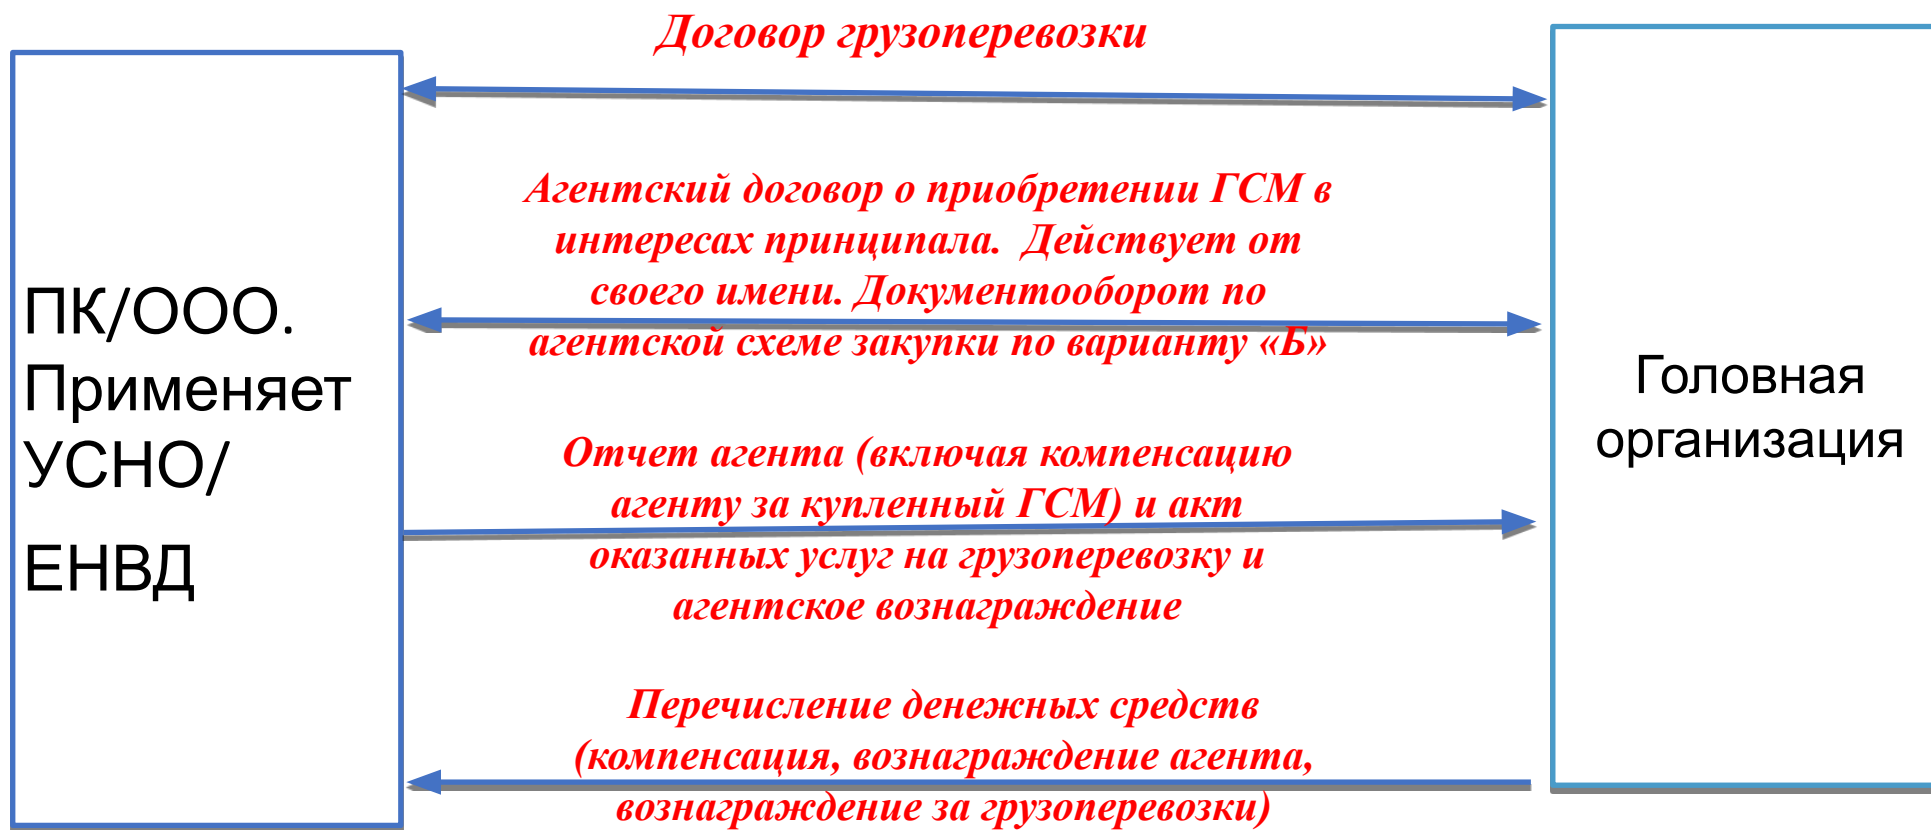 Договор грузоперевозки
ПК/ООО.
Применяет
УСНО/
ЕНВД
Агентский договор о приобретении ГСМ в
интересах принципала.  Действует от
своего имени. Документооборот по
агентской схеме закупки по варианту «Б»
Отчет агента (включая компенсацию
агенту за купленный ГСМ) и акт
оказанных услуг на грузоперевозку и
агентское вознаграждение
Перечисление денежных средств
(компенсация, вознаграждение агента,
вознаграждение за грузоперевозки)
Головная
организация